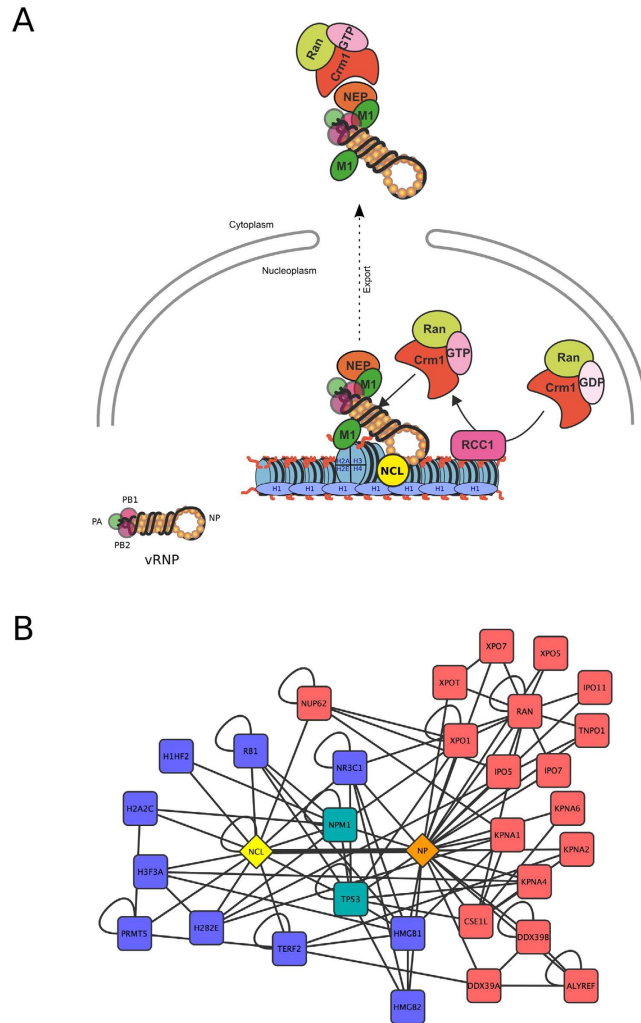 A
Ran
GTP
Crm1
NEP
M1
M1
Cytoplasm
Nucleoplasm
Export
Ran
Crm1
GTP
Ran
Crm1
GDP
NEP
M1
M1
RCC1
H2A H3
H2E H4
NCL
H1 H1 H1 H1 H1 H1 H1
PB1
PA
NP
PB2
vRNP
B
XPO7
XPO5
XPOT
IPO11
NUP62
RAN
TNPO1
XPO1
H1HF2
RB1
NR3C1
IPO5
IPO7
H2A2C
NPM1
KPNA1
KPNA6
NCL
NP
KPNA2
H3F3A
KPNA4
TP53
PRMT5
H2B2E
TERF2
HMGB1
CSE1L
DDX39B
DDX39A
ALYREF
HMGB2